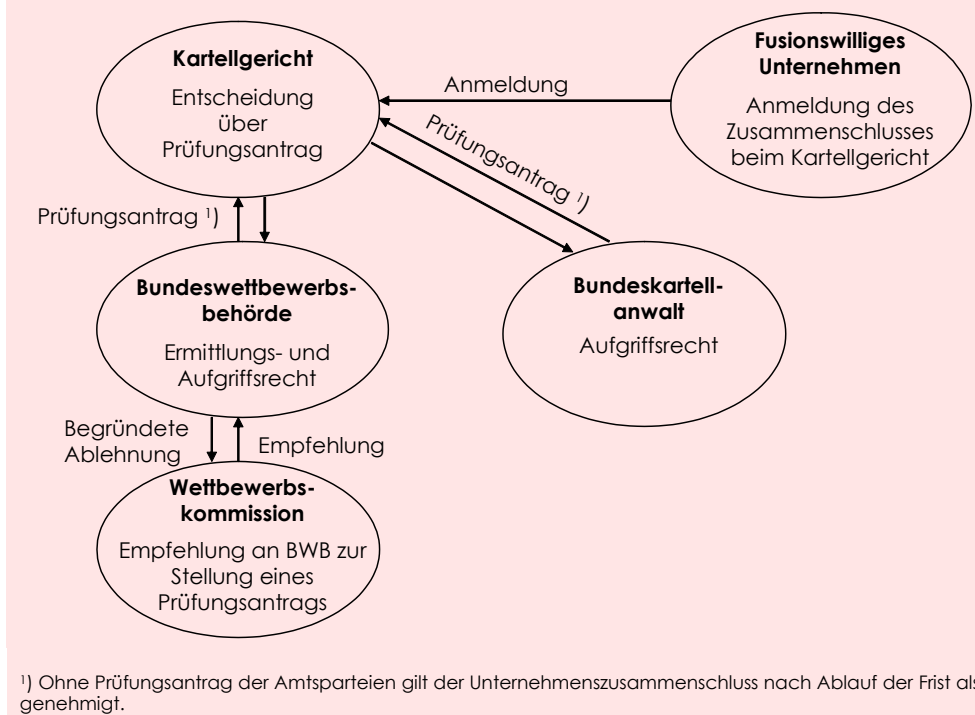 Kartellgericht
Entscheidung
über
Prüfungsantrag
Anmeldung
Fusionswilliges
Unternehmen
Anmeldung des
Zusammenschlusses
beim Kartellgericht
Prüfungsantrag ¹)
Prüfungsantrag ¹)
Bundeswettbewerbs-
behörde
Ermittlungs- und
Aufgriffsrecht
Bundeskartell-
anwalt
Aufgriffsrecht
Begründete
Ablehnung
Empfehlung
Wettbewerbs-
kommission
Empfehlung an BWB zur
Stellung eines
Prüfungsantrags
¹) Ohne Prüfungsantrag der Amtsparteien gilt der Unternehmenszusammenschluss nach Ablauf der Frist als
genehmigt.